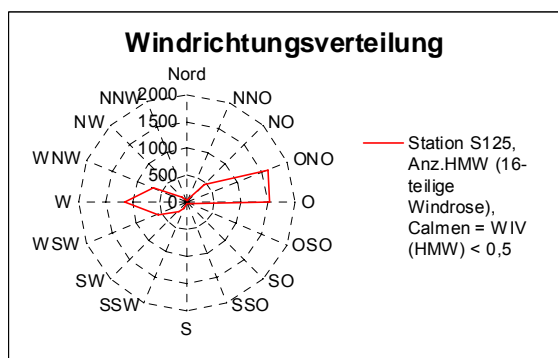 Windrichtungsverteilung
Nord
NNW
NNO
NW
NO
WNW
ONO
W
O
WSW
OSO
SW
SO
SSW
SSO
S
2000
1500
1000
500
0
Station S125,
Anz.HMW (16-
teilige
Windrose),
Calmen = WIV
(HMW) < 0,5